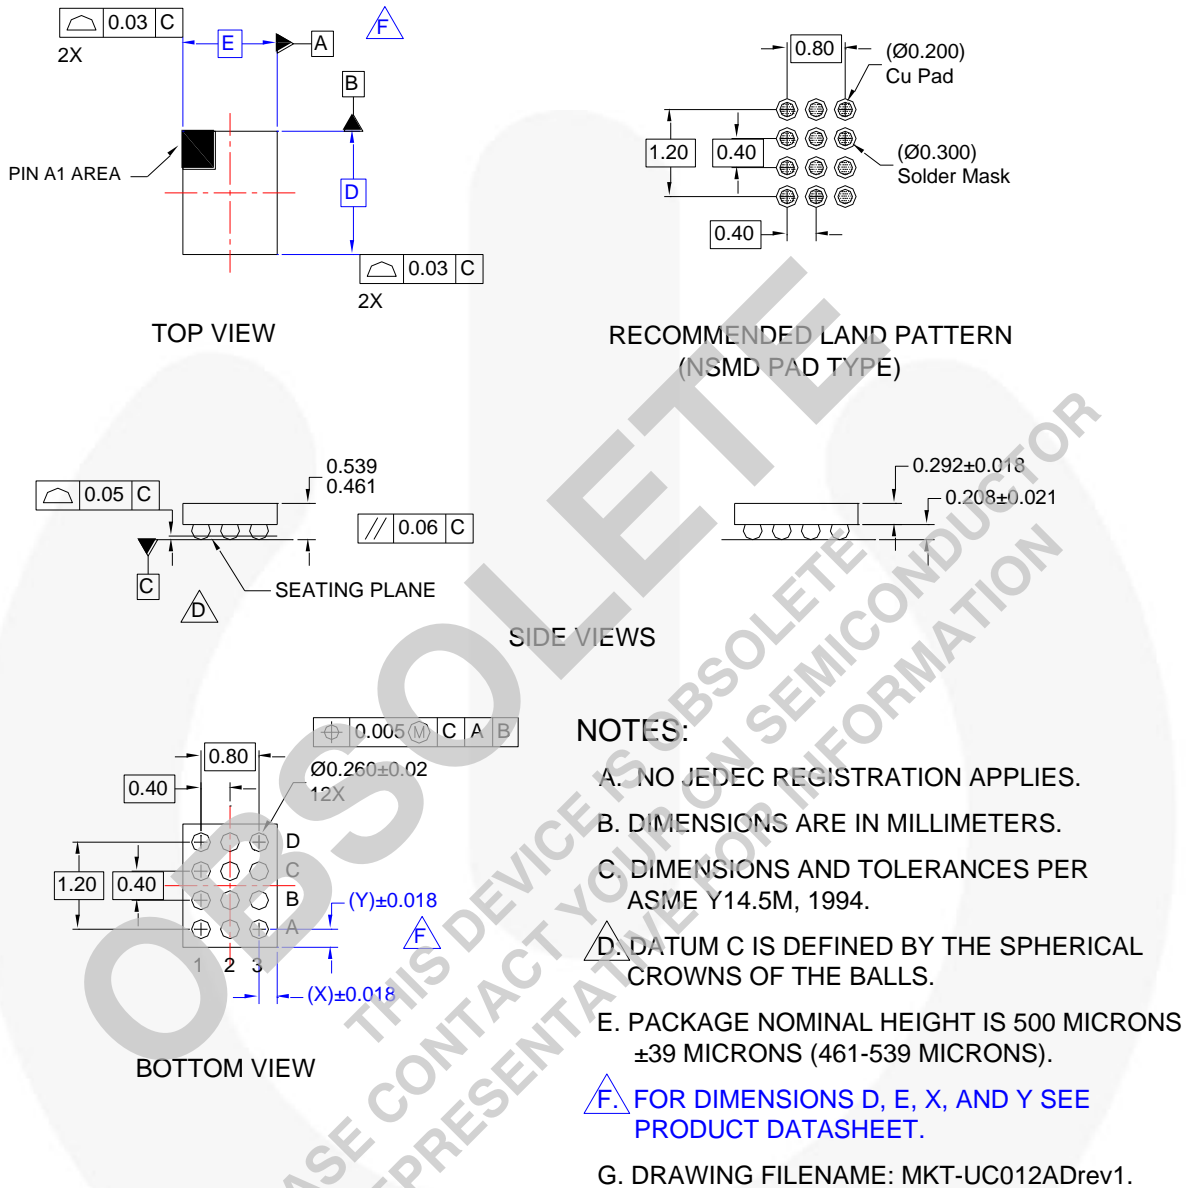 0.03 C
2X
E
A
F
B
PIN A1 AREA
D
0.03 C
2X
TOP VIEW
0.80
(Ø0.200)
Cu Pad
1.20
0.40
(Ø0.300)
Solder Mask
0.40
RECOMMENDED LAND PATTERN
(NSMD PAD TYPE)
0.05 C
0.539
0.461
// 0.06 C
C
SEATING PLANE
D
0.292±0.018
0.208±0.021
SIDE VIEWS
0.005 Ⓜ C A B
0.80
Ø0.260±0.02
12X
0.40
D
C
B
A
1.20
0.40
(Y)±0.018
F
1 2 3
(X)±0.018
BOTTOM VIEW
NOTES:
A. NO JEDEC REGISTRATION APPLIES.
B. DIMENSIONS ARE IN MILLIMETERS.
C. DIMENSIONS AND TOLERANCES PER
ASME Y14.5M, 1994.
D. DATUM C IS DEFINED BY THE SPHERICAL
CROWNS OF THE BALLS.
E. PACKAGE NOMINAL HEIGHT IS 500 MICRONS
±39 MICRONS (461-539 MICRONS).
F. FOR DIMENSIONS D, E, X, AND Y SEE
PRODUCT DATASHEET.
G. DRAWING FILENAME: MKT-UC012ADrev1.
OBSOLETE
THIS DEVICE IS OBSOLETE
CONTACT YOUR ON SEMICONDUCTOR
FOR INFORMATION